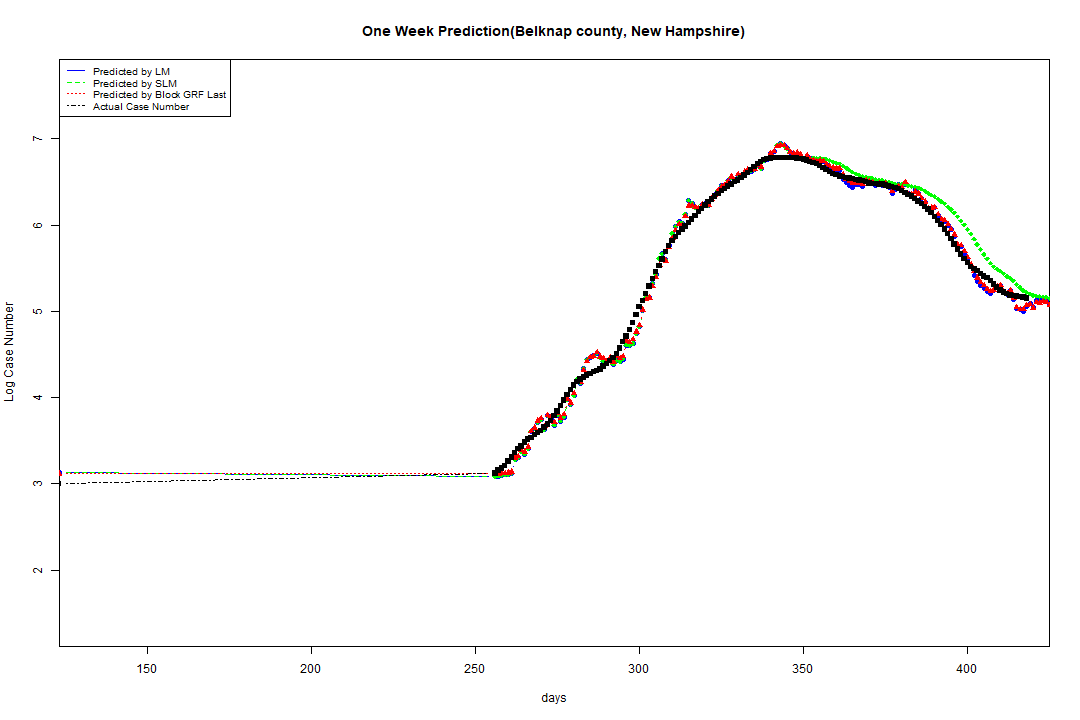 One Week Prediction(Belknap county, New Hampshire)
Predicted by LM
Predicted by SLM
Predicted by Block GRF Last
Actual Case Number
7
6
5
4
3
2
Log Case Number
150 200 250 300 350 400
days